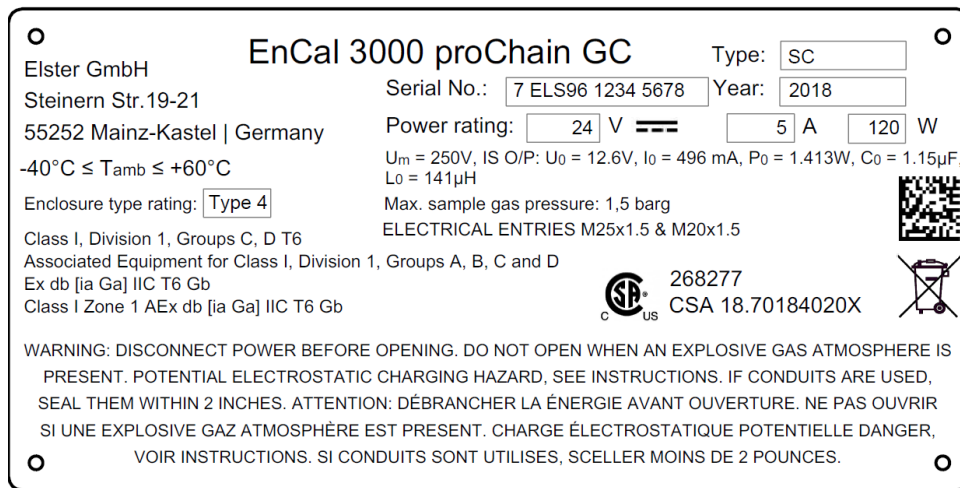 EnCal 3000 proChain GC
Type: SC
Elster GmbH
Steinern Str.19-21
55252 Mainz-Kastel | Germany
-40°C ≤ Tamb ≤ +60°C
Enclosure type rating: Type 4
Serial No.: 7 ELS96 1234 5678 Year: 2018
Power rating: 24 V 5 A 120 W
Um = 250V, IS O/P: U0 = 12.6V, I0 = 496 mA, P0 = 1.413W, C0 = 1.15µF,
L0 = 141µH
Max. sample gas pressure: 1,5 barg
ELECTRICAL ENTRIES M25x1.5 & M20x1.5
Class I, Division 1, Groups C, D T6
Associated Equipment for Class I, Division 1, Groups A, B, C and D
Ex db [ia Ga] IIC T6 Gb
Class I Zone 1 AEx db [ia Ga] IIC T6 Gb
C SA® US
268277
CSA 18.70184020X
WARNING: DISCONNECT POWER BEFORE OPENING. DO NOT OPEN WHEN AN EXPLOSIVE GAS ATMOSPHERE IS
PRESENT. POTENTIAL ELECTROSTATIC CHARGING HAZARD, SEE INSTRUCTIONS. IF CONDUITS ARE USED,
SEAL THEM WITHIN 2 INCHES. ATTENTION: DÉBRANCHER LA ÉNERGIE AVANT OUVERTURE. NE PAS OUVRIR
SI UNE EXPLOSIVE GAZ ATMOSPHÈRE EST PRESENT. CHARGE ÉLECTROSTATIQUE POTENTIELLE DANGER,
VOIR INSTRUCTIONS. SI CONDUITS SONT UTILISES, SCELLER MOINS DE 2 POUNCES.